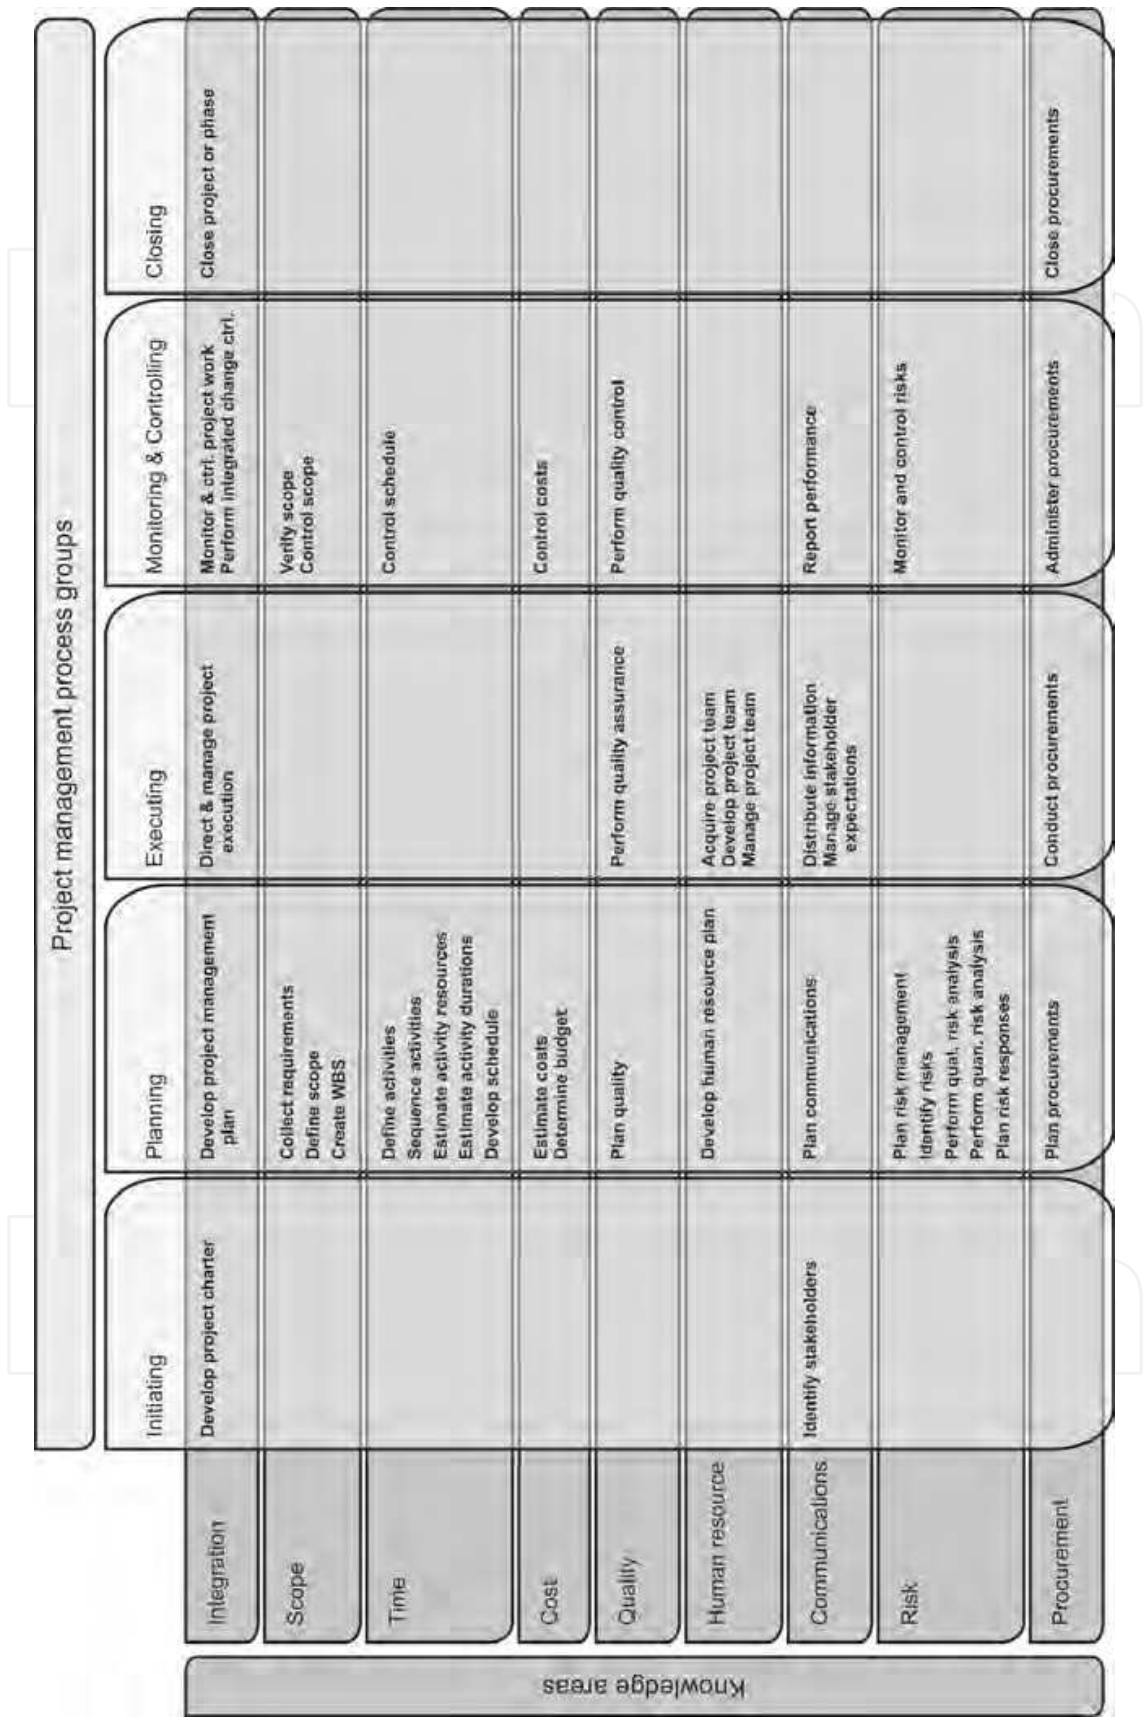 Project management process groups
Initiating
Planning
Executing
Monitoring & Controlling
Closing
Knowledge areas
Integration
Develop project charter
Develop project management
plan
Direct & manage project
execution
Monitor & ctrl. project work
Perform integrated change ctrl.
Close project or phase
Scope
Collect requirements
Define scope
Create WBS
Verify scope
Control scope
Time
Define activities
Sequence activities
Estimate activity resources
Estimate activity durations
Develop schedule
Control schedule
Cost
Estimate costs
Determine budget
Control costs
Quality
Plan quality
Perform quality assurance
Perform quality control
Human resource
Develop human resource plan
Acquire project team
Develop project team
Manage project team
Communications
Identify stakeholders
Plan communications
Distribute information
Manage stakeholder
expectations
Report performance
Risk
Plan risk management
Identify risks
Perform qual. risk analysis
Perform quan. risk analysis
Plan risk responses
Monitor and control risks
Procurement
Plan procurements
Conduct procurements
Administer procurements
Close procurements